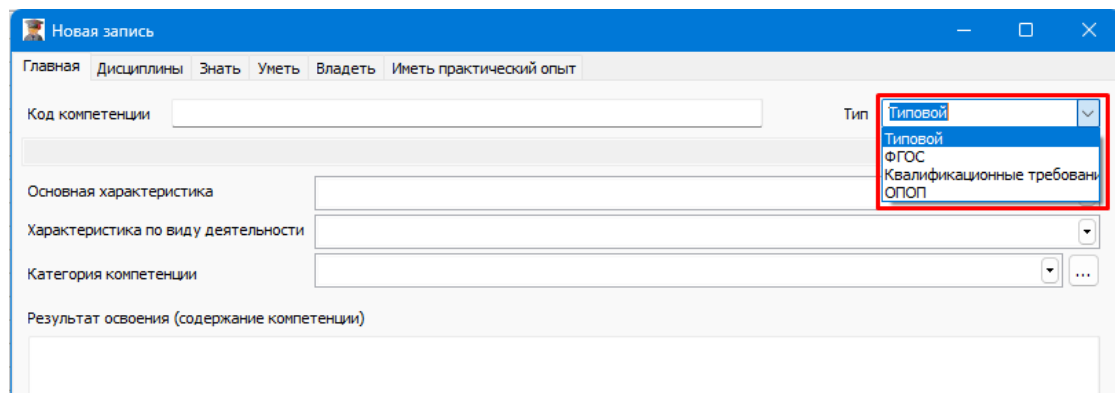 Новая запись
Главная Дисциплины Знать Уметь Владеть Иметь практический опыт
Код компетенции Тип Типовой
Типовой
ФГОС
Квалификационные требовани
ОПОП
Основная характеристика
Характеристика по виду деятельности
Категория компетенции ...
Результат освоения (содержание компетенции)